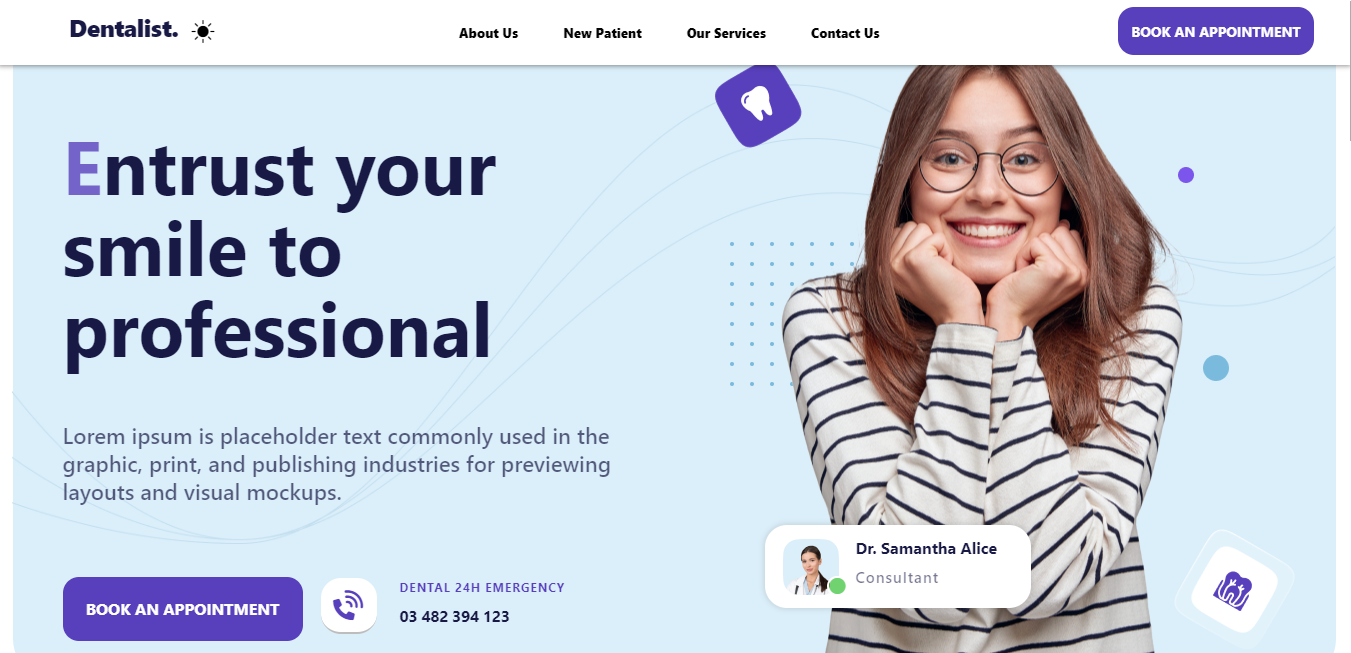 Dentalist.
About Us
New Patient
Our Services
Contact Us
BOOK AN APPOINTMENT
Entrust your
smile to
professional
Lorem ipsum is placeholder text commonly used in the
graphic, print, and publishing industries for previewing
layouts and visual mockups.
BOOK AN APPOINTMENT
DENTAL 24H EMERGENCY
03 482 394 123
Dr. Samantha Alice
Consultant